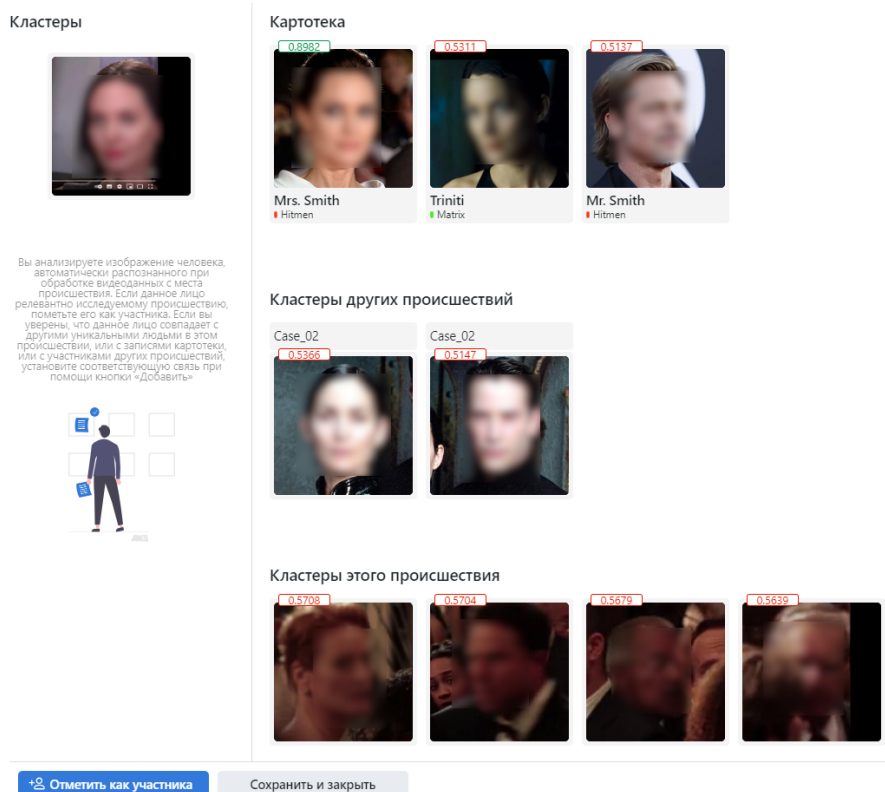 Кластеры
Картотека
0.8982
0.5311
0.5137
Mrs. Smith
Hitmen
Triniti
Matrix
Mr. Smith
Hitmen
Вы анализируете изображение человека,
автоматически распознанного при
обработке видеоданных с места
происшествия. Если данное лицо
релевантно исследуемому происшествию,
пометьте его как участника. Если вы
уверены, что данное лицо совпадает с
другими уникальными людьми в этом
происшествии, или с записями картотеки,
или с участниками других происшествий,
установите соответствующую связь при
помощи кнопки «Добавить»
Кластеры других происшествий
Case_02
Case_02
0.5366
0.5147
Кластеры этого происшествия
0.5708
0.5704
0.5679
0.5639
Отметить как участника
Сохранить и закрыть